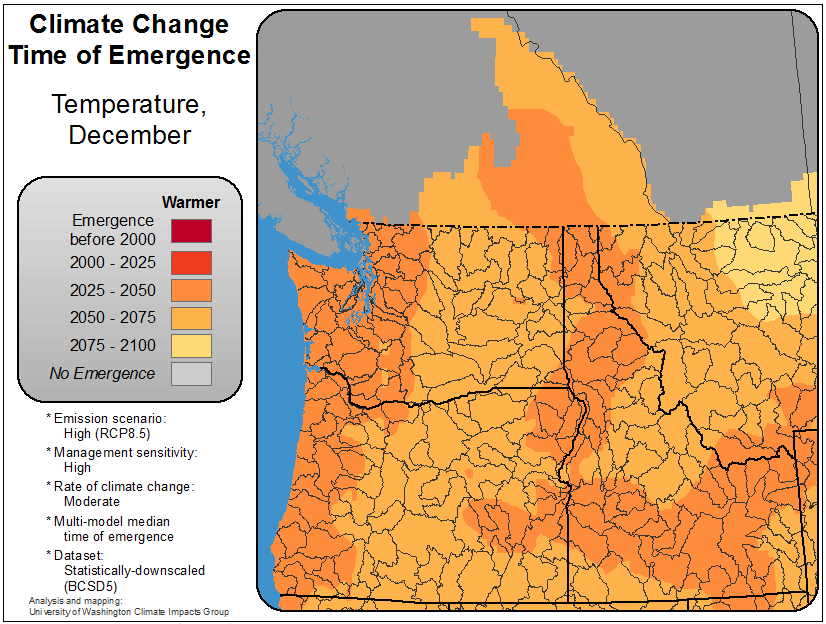 Climate Change
Time of Emergence
Temperature,
December
Warmer
Emergence
before 2000
2000 - 2025
2025 - 2050
2050 - 2075
2075 - 2100
No Emergence
* Emission scenario:
High (RCP8.5)
* Management sensitivity:
High
* Rate of climate change:
Moderate
* Multi-model median
time of emergence
* Dataset:
Statistically-downscaled
(BCSD5)
Analysis and mapping:
University of Washington Climate Impacts Group